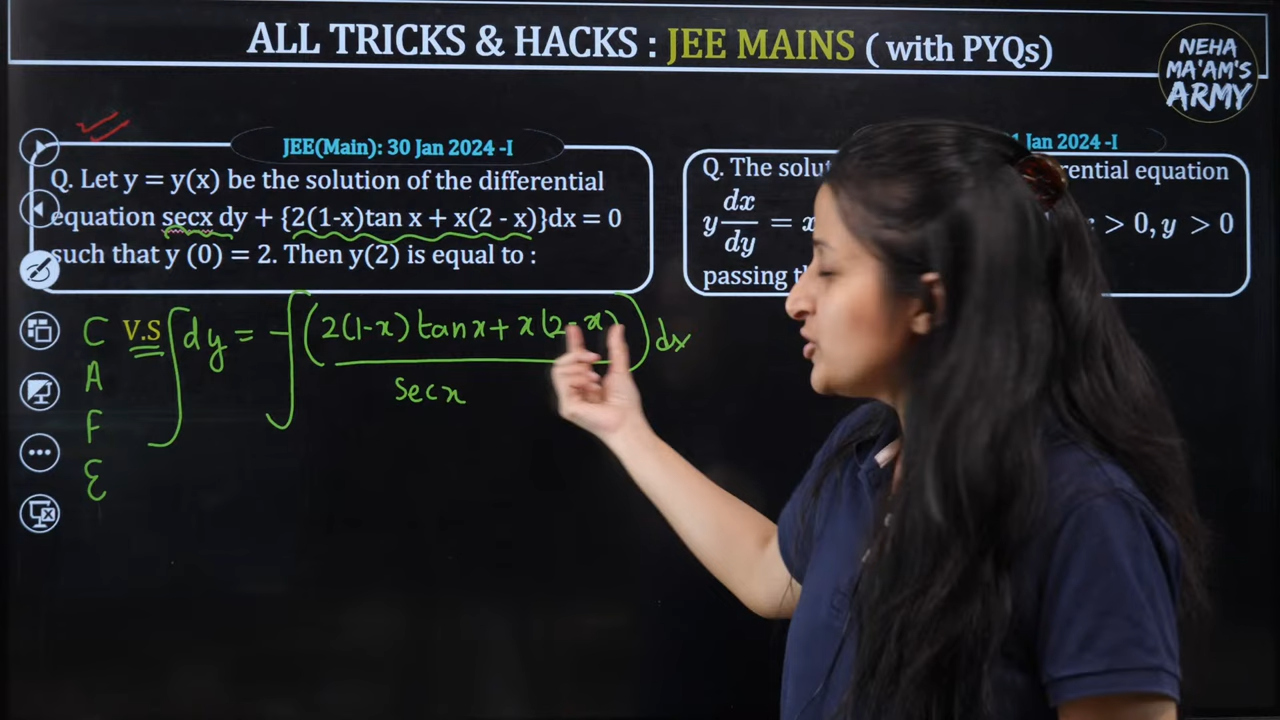 ALL TRICKS & HACKS : JEE MAINS ( with PYQs)
NEHA
MA'AM'S
ARMY
JEE(Main): 30 Jan 2024 -I
Q. Let y = y(x) be the solution of the differential
equation secx dy + {2(1-x)tan x + x(2 - x)}dx = 0
such that y (0) = 2. Then y(2) is equal to :
Jan 2024 -I
Q. The rential equation
y dx/dy = > 0, y > 0
passing
C V.S ∫dy = -∫(2(1-x) tanx + x(2-x))dx
secx
A
F
E